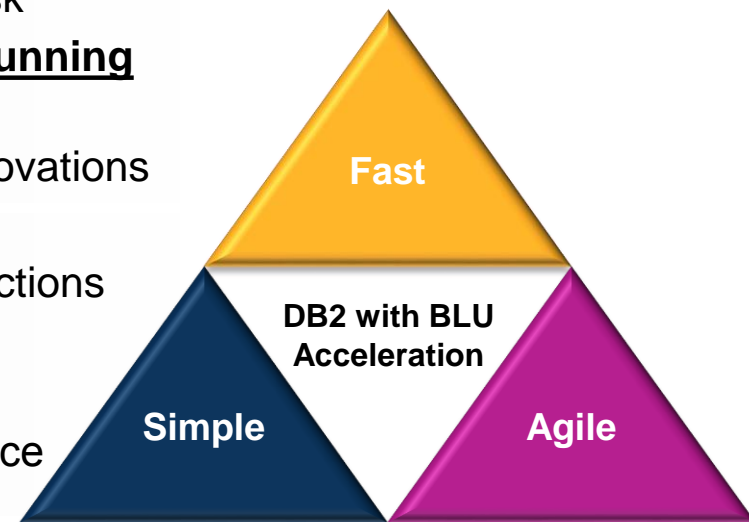 unning
ovations
Fast
ctions
DB2 with BLU
Acceleration
Simple
Agile
ce